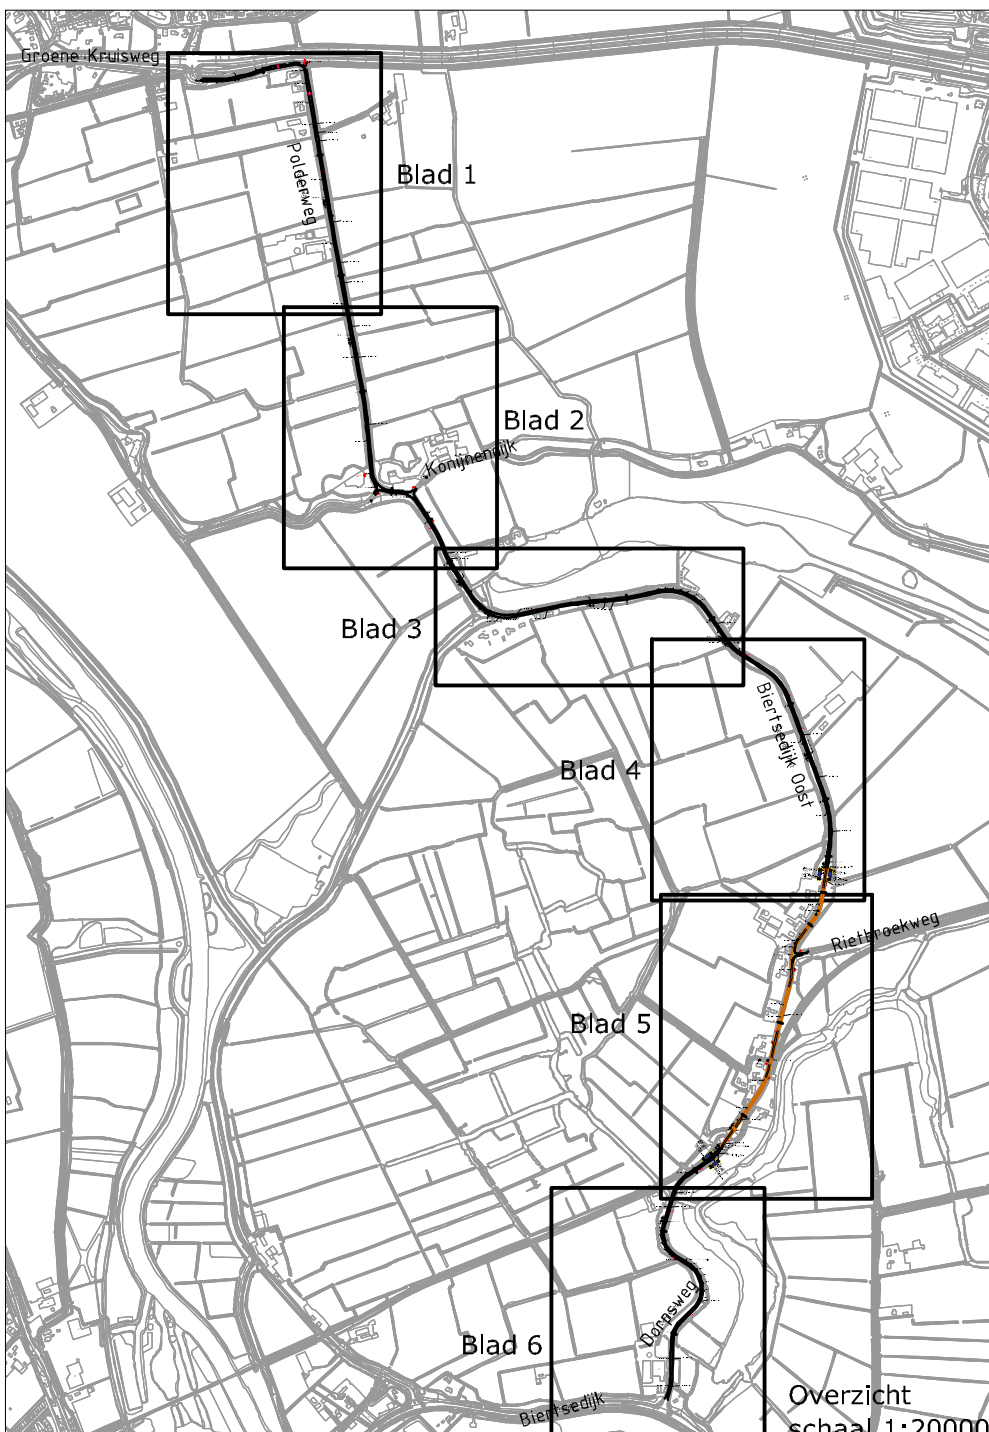 Groene Kruisweg
Polderweg
Blad 1
Blad 2
Konijnendijk
Blad 3
Biertsedijk Oost
Blad 4
Rietbroekweg
Blad 5
Dorpsweg
Blad 6
Biertsedijk
Overzicht
schaal 1:20000